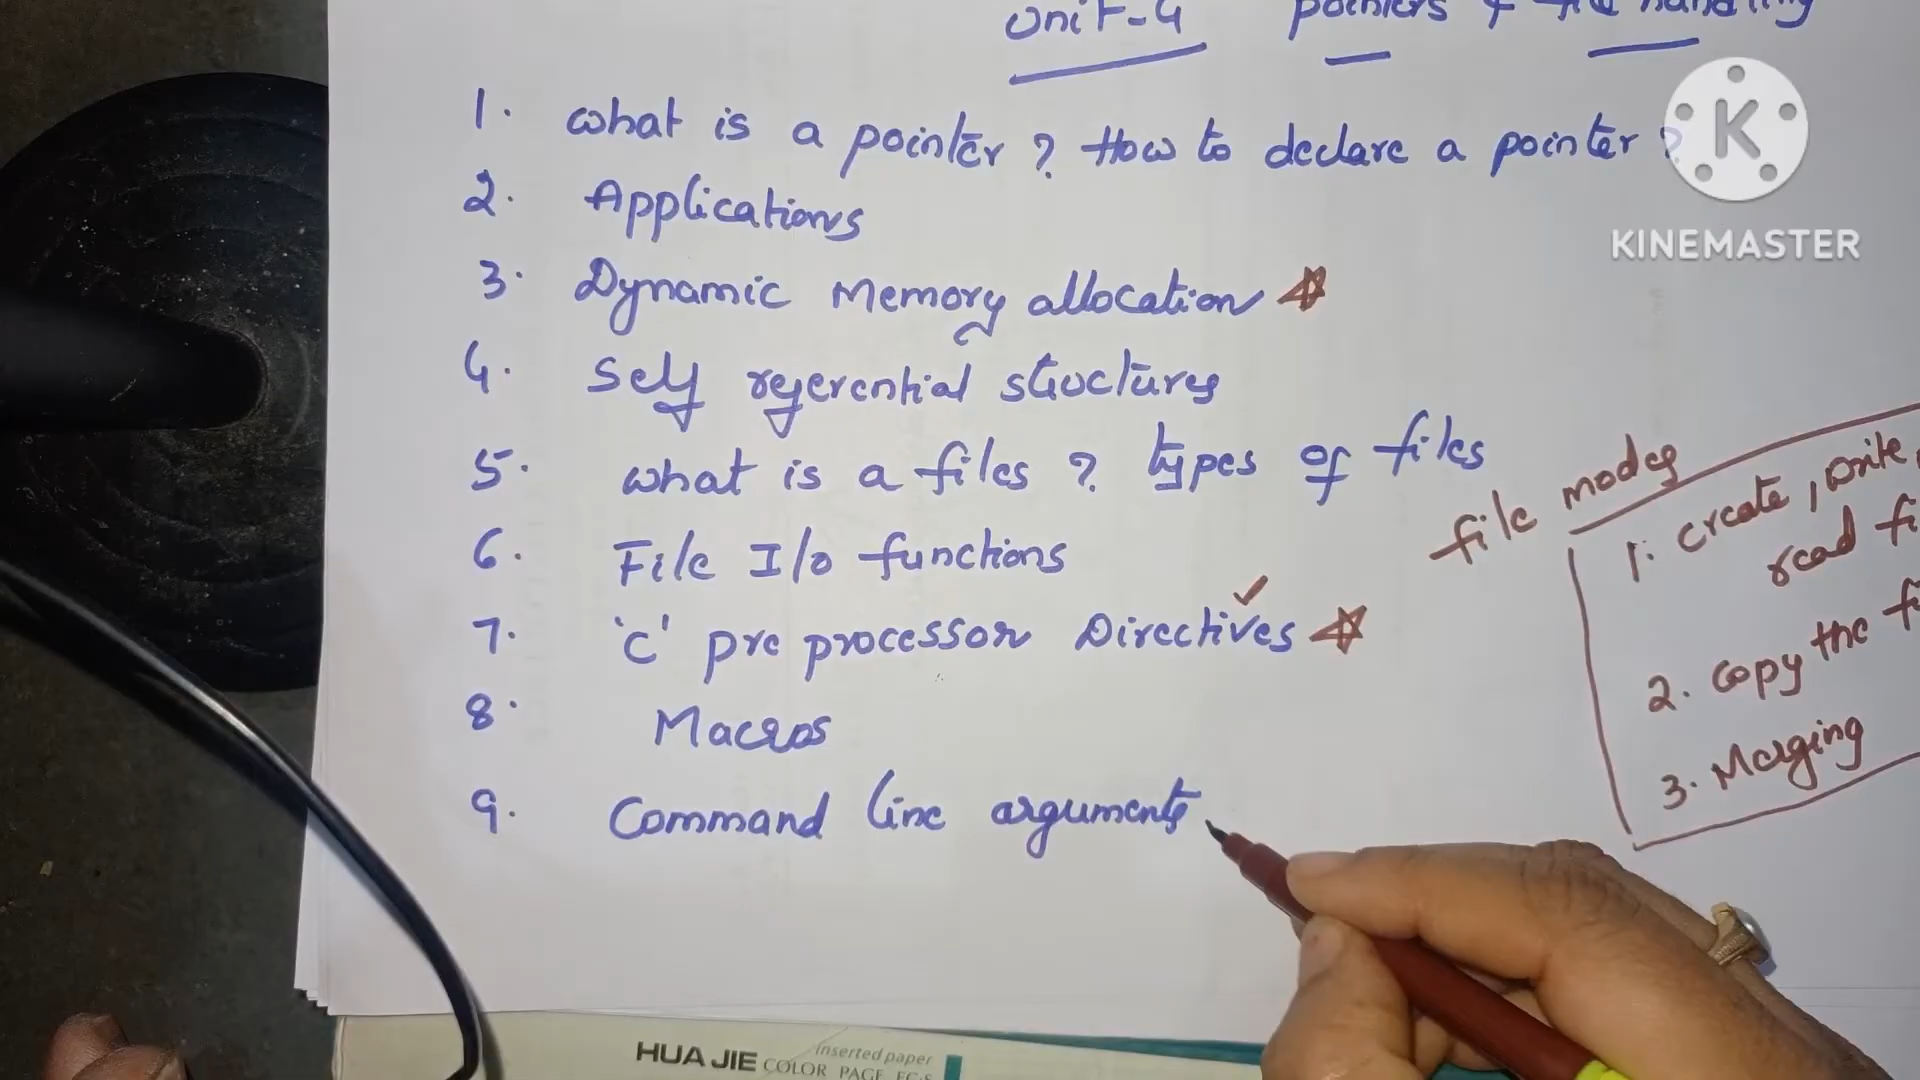 Unit-4 pointers & file handling
1. what is a pointer ? How to declare a pointer ?
2. Applications
3. Dynamic Memory allocation
4. Self referential structures
5. what is a files ? types of files
6. File I/o functions
7. 'C' pre processor Directives
8. Macros
9. Command line arguments
file modes
1. create, write,
read
2. copy the
3. Merging
KINEMASTER
HUA JIE COLOR PAGE
inserted paper